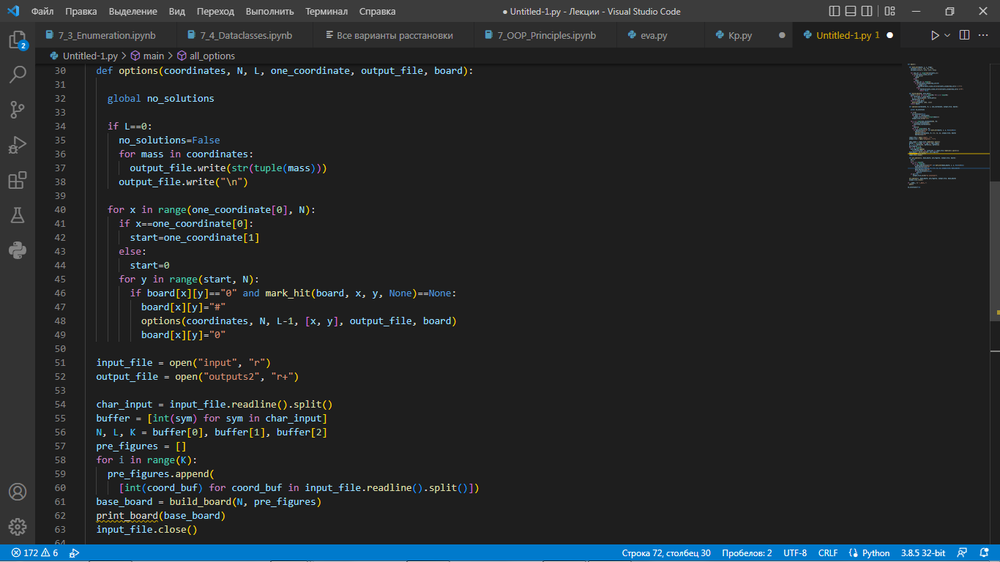 Файл Правка Выделение Вид Переход Выполнить Терминал Справка ● Untitled-1.py - Лекции - Visual Studio Code
7_3_Enumeration.ipynb 7_4_Dataclasses.ipynb Все варианты расстановки 7_OOP_Principles.ipynb eva.py Kp.py ● Untitled-1.py 1 ●
2
Untitled-1.py > main > all_options
30 def options(coordinates, N, L, one_coordinate, output_file, board):
31
32 global no_solutions
33
34 if L==0:
35 no_solutions=False
36 for mass in coordinates:
37 output_file.write(str(tuple(mass)))
38 output_file.write("\n")
39
40 for x in range(one_coordinate[0], N):
41 if x==one_coordinate[0]:
42 start=one_coordinate[1]
43 else:
44 start=0
45 for y in range(start, N):
46 if board[x][y]=="0" and mark_hit(board, x, y, None)==None:
47 board[x][y]="#"
48 options(coordinates, N, L-1, [x, y], output_file, board)
49 board[x][y]="0"
50
51 input_file = open("input", "r")
52 output_file = open("outputs2", "r+")
53
54 char_input = input_file.readline().split()
55 buffer = [int(sym) for sym in char_input]
56 N, L, K = buffer[0], buffer[1], buffer[2]
57 pre_figures = []
58 for i in range(K):
59 pre_figures.append(
60 [int(coord_buf) for coord_buf in input_file.readline().split()])
61 base_board = build_board(N, pre_figures)
62 print_board(base_board)
63 input_file.close()
64
172 6 Строка 72, столбец 30 Пробелов: 2 UTF-8 CRLF Python 3.8.5 32-bit